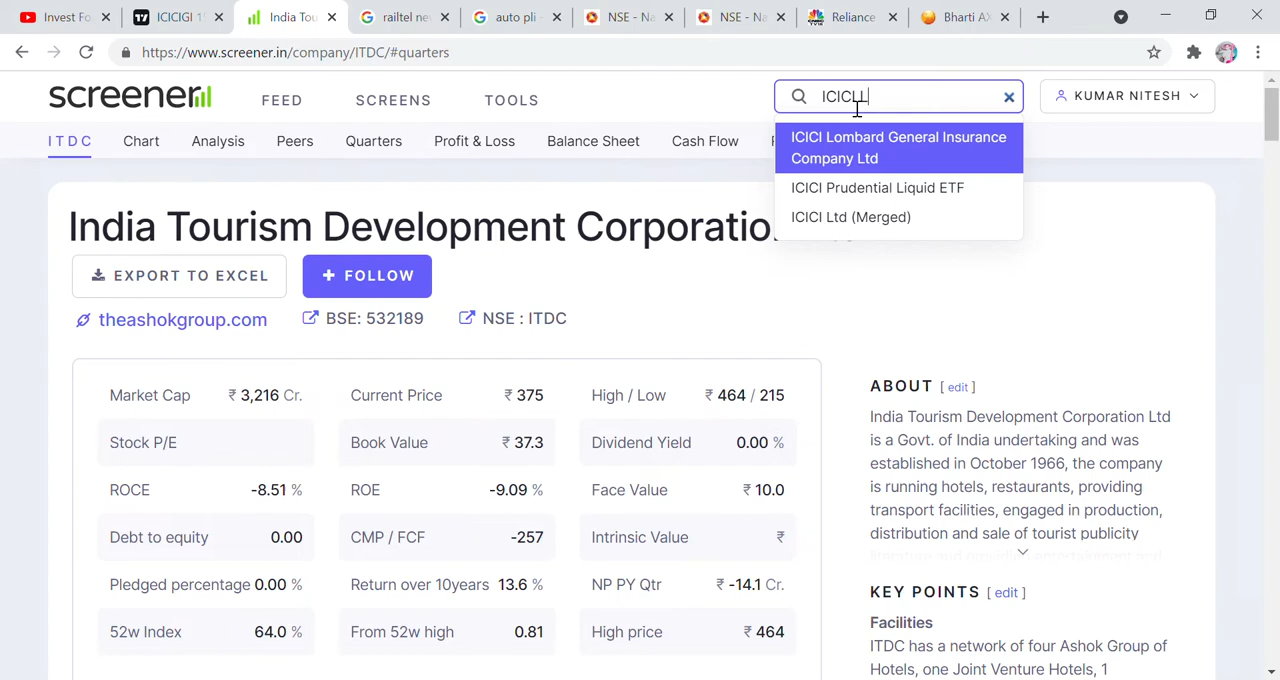 Invest Fo
ICICIGI 1
India Tou
railtel ne
auto pli
NSE - Na
NSE - Na
Reliance
Bharti AX
https://www.screener.in/company/ITDC/#quarters
screener
FEED
SCREENS
TOOLS
ICICI L
KUMAR NITESH
ITDC
Chart
Analysis
Peers
Quarters
Profit & Loss
Balance Sheet
Cash Flow
ICICI Lombard General Insurance
Company Ltd
ICICI Prudential Liquid ETF
ICICI Ltd (Merged)
India Tourism Development Corporatio
EXPORT TO EXCEL
+ FOLLOW
theashokgroup.com
BSE: 532189
NSE : ITDC
Market Cap ₹ 3,216 Cr.
Current Price ₹ 375
High / Low ₹ 464 / 215
Stock P/E
Book Value ₹ 37.3
Dividend Yield 0.00 %
ROCE -8.51 %
ROE -9.09 %
Face Value ₹ 10.0
Debt to equity 0.00
CMP / FCF -257
Intrinsic Value ₹
Pledged percentage 0.00 %
Return over 10years 13.6 %
NP PY Qtr ₹ -14.1 Cr.
52w Index 64.0 %
From 52w high 0.81
High price ₹ 464
ABOUT [ edit ]
India Tourism Development Corporation Ltd
is a Govt. of India undertaking and was
established in October 1966, the company
is running hotels, restaurants, providing
transport facilities, engaged in production,
distribution and sale of tourist publicity
KEY POINTS [ edit ]
Facilities
ITDC has a network of four Ashok Group of
Hotels, one Joint Venture Hotels, 1